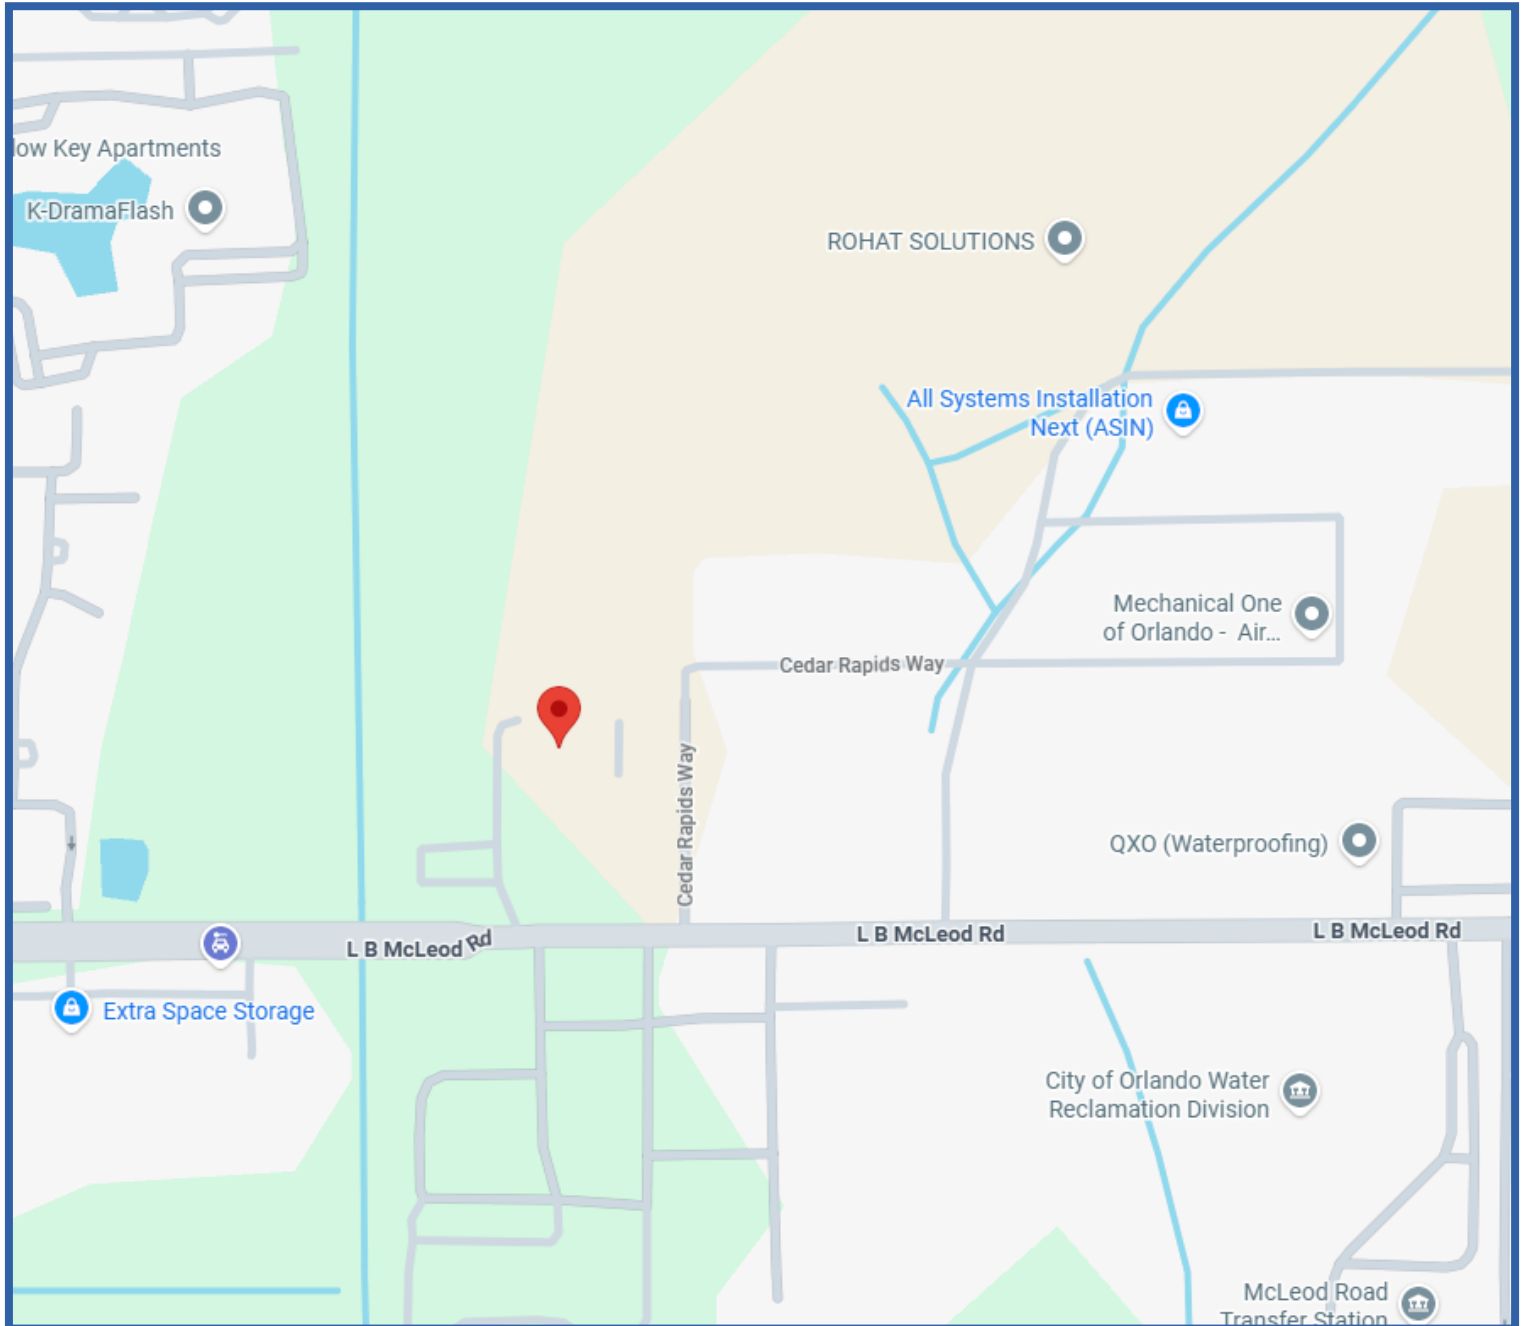 low Key Apartments
K-DramaFlash
ROHAT SOLUTIONS
All Systems Installation
Next (ASIN)
Mechanical One
of Orlando - Air...
Cedar Rapids Way
Cedar Rapids Way
QXO (Waterproofing)
L B McLeod Rd
L B McLeod Rd
L B McLeod Rd
Extra Space Storage
City of Orlando Water
Reclamation Division
McLeod Road
Transfer Station